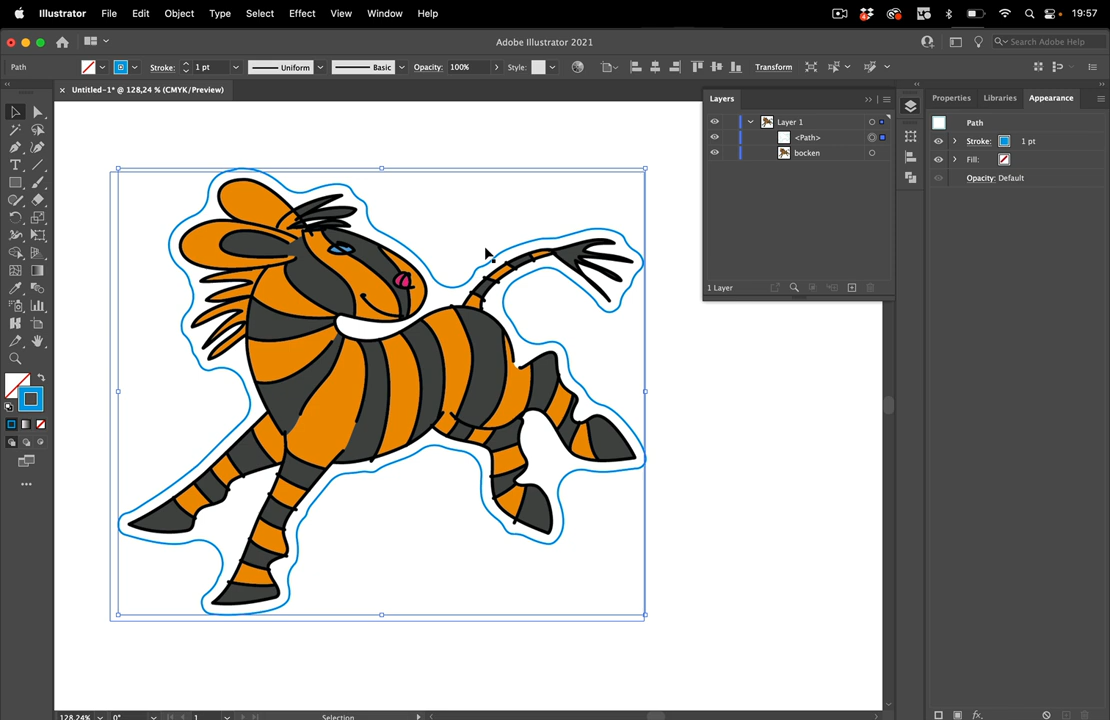 Illustrator File Edit Object Type Select Effect View Window Help 19:57
Adobe Illustrator 2021
Search Adobe Help
Path Stroke: 1 pt Uniform Basic Opacity: 100% Style: Transform
× Untitled-1* @ 128,24 % (CMYK/Preview)
Layers
Layer 1
<Path>
bocken
1 Layer
Properties Libraries Appearance
Path
Stroke: 1 pt
Fill:
Opacity: Default
128,24% 0° 1 Selection